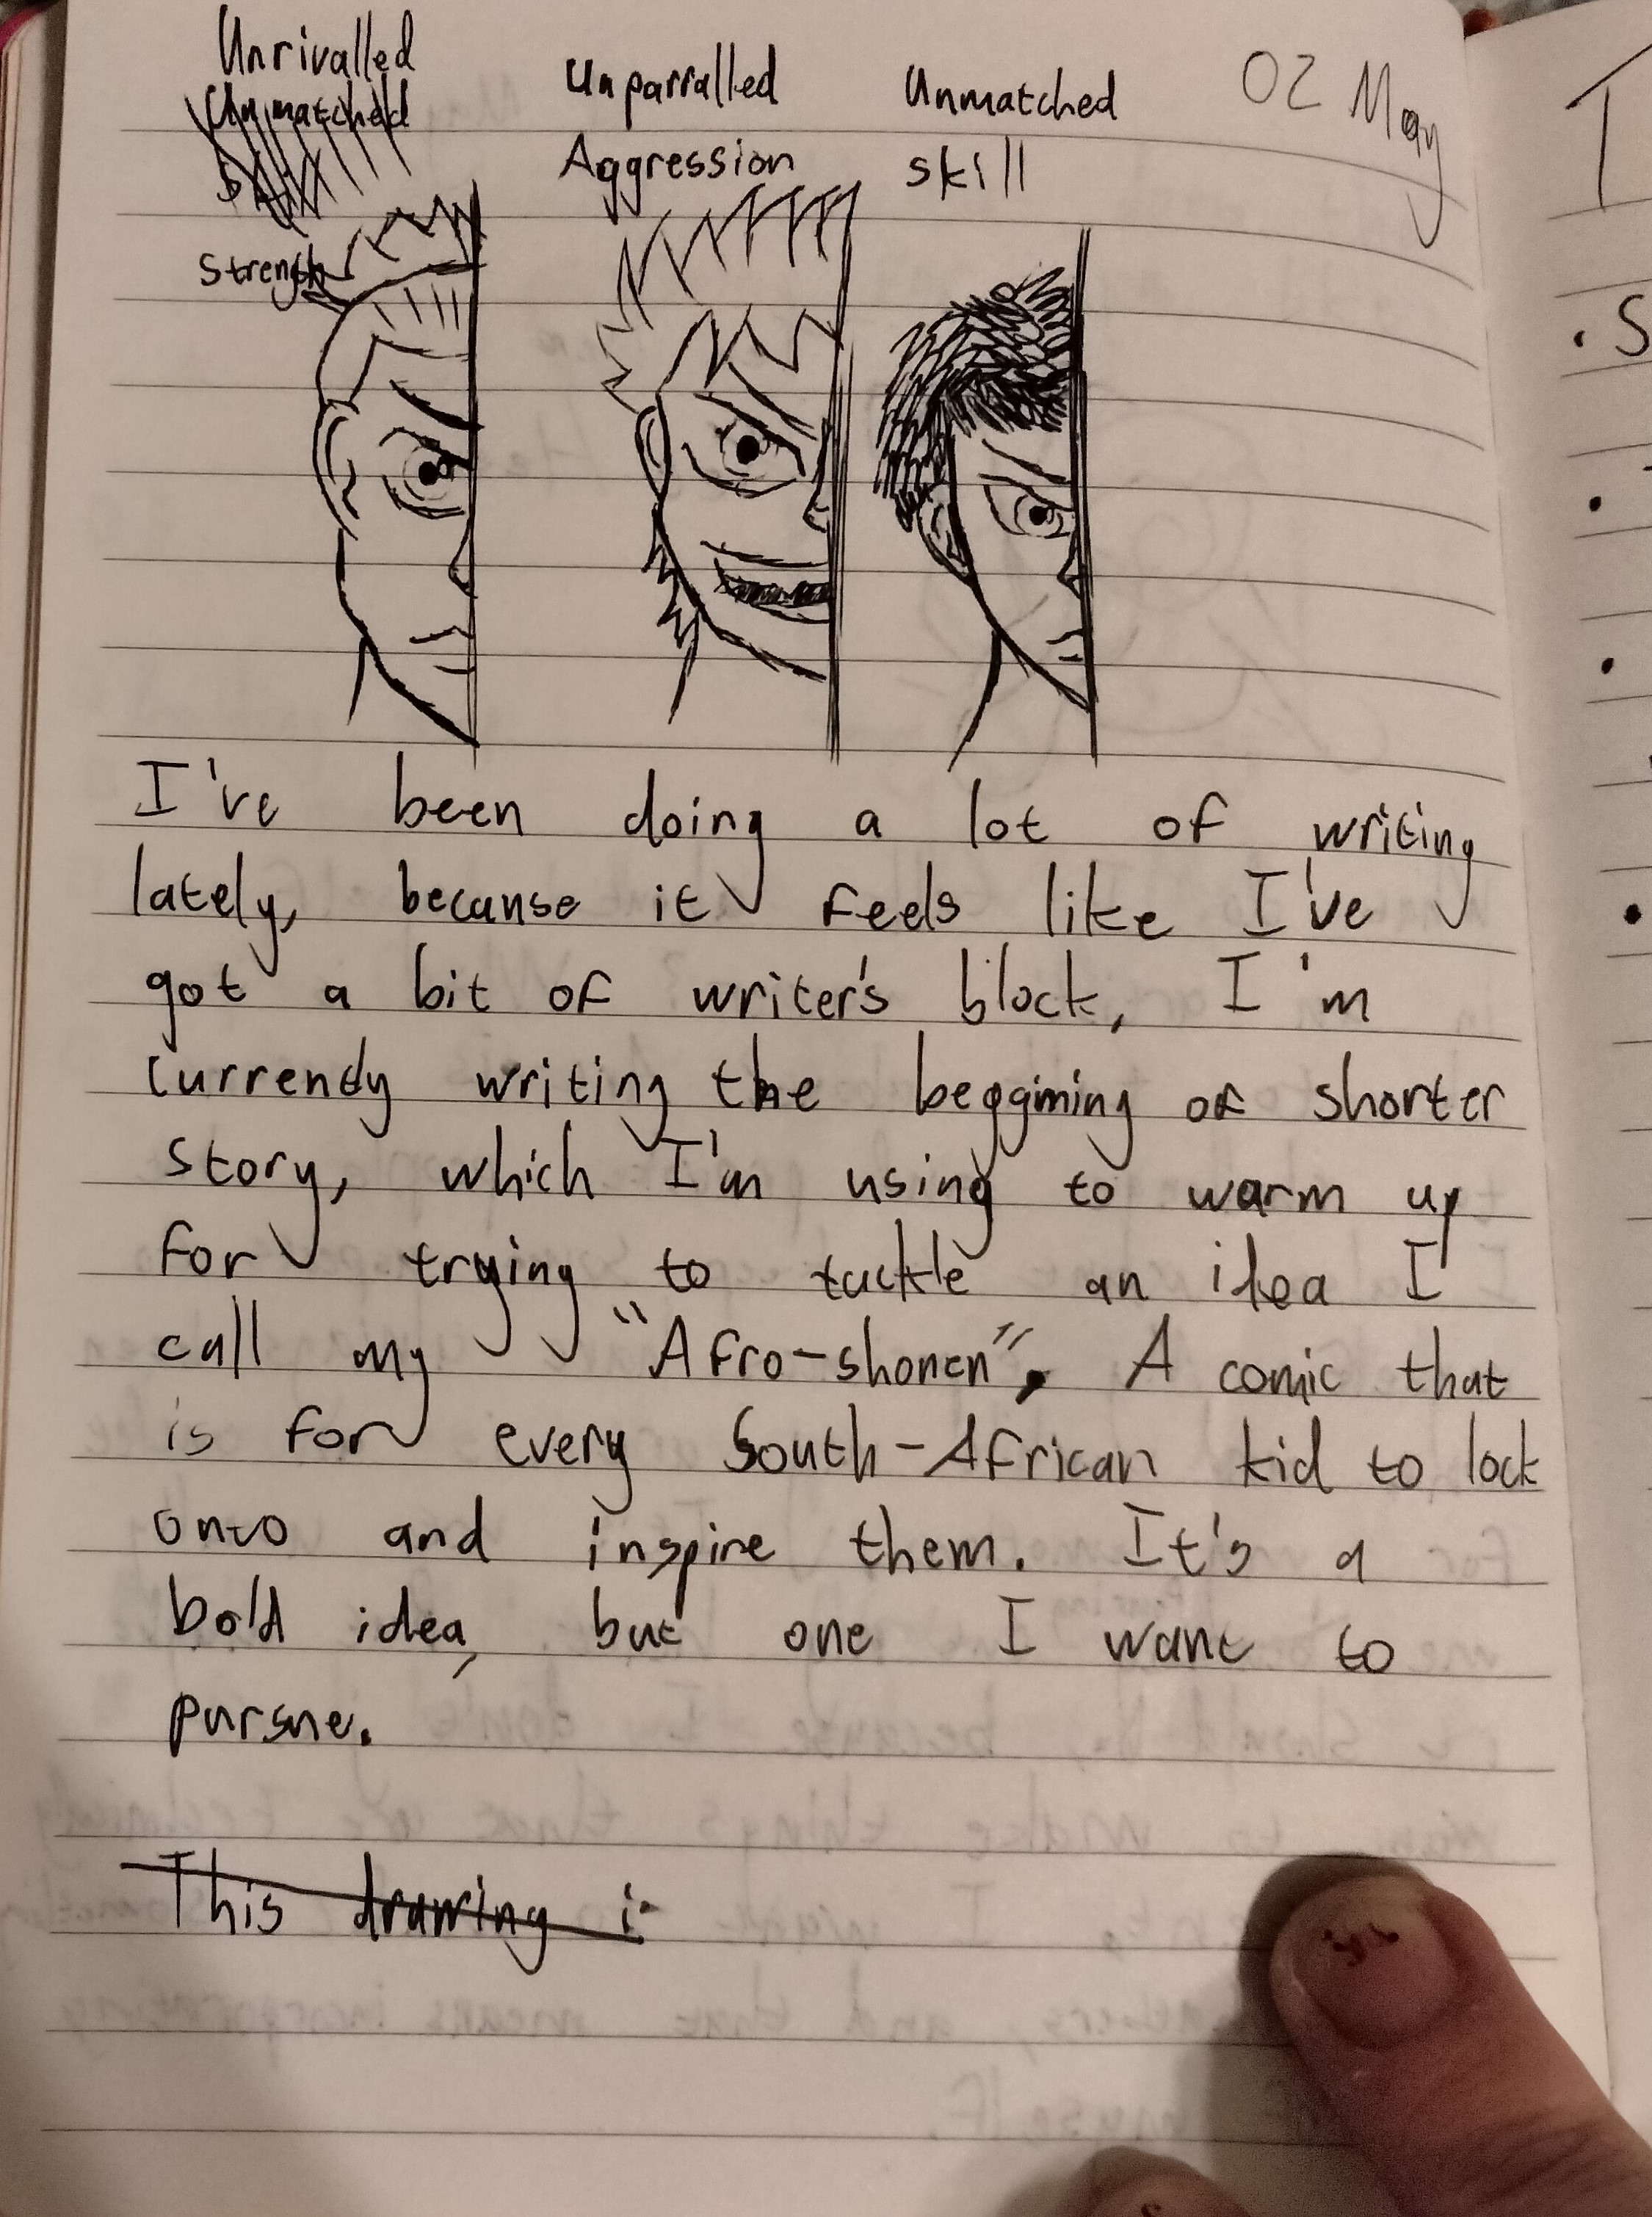 Unrivalled
Unmatched
Skill
Strength
Unparralled
Aggression
Unmatched
skill
02 May
I've been doing a lot of writing
lately, because it feels like I've
got a bit of writer's block, I'm
currently writing the beggining of shorter
story, which I'm using to warm up
for trying to tackle an idea I
call my "Afro-shonen". A comic that
is for every South-African kid to lock
onto and inspire them. It's a
bold idea, but one I want to
pursue.
This drawing i